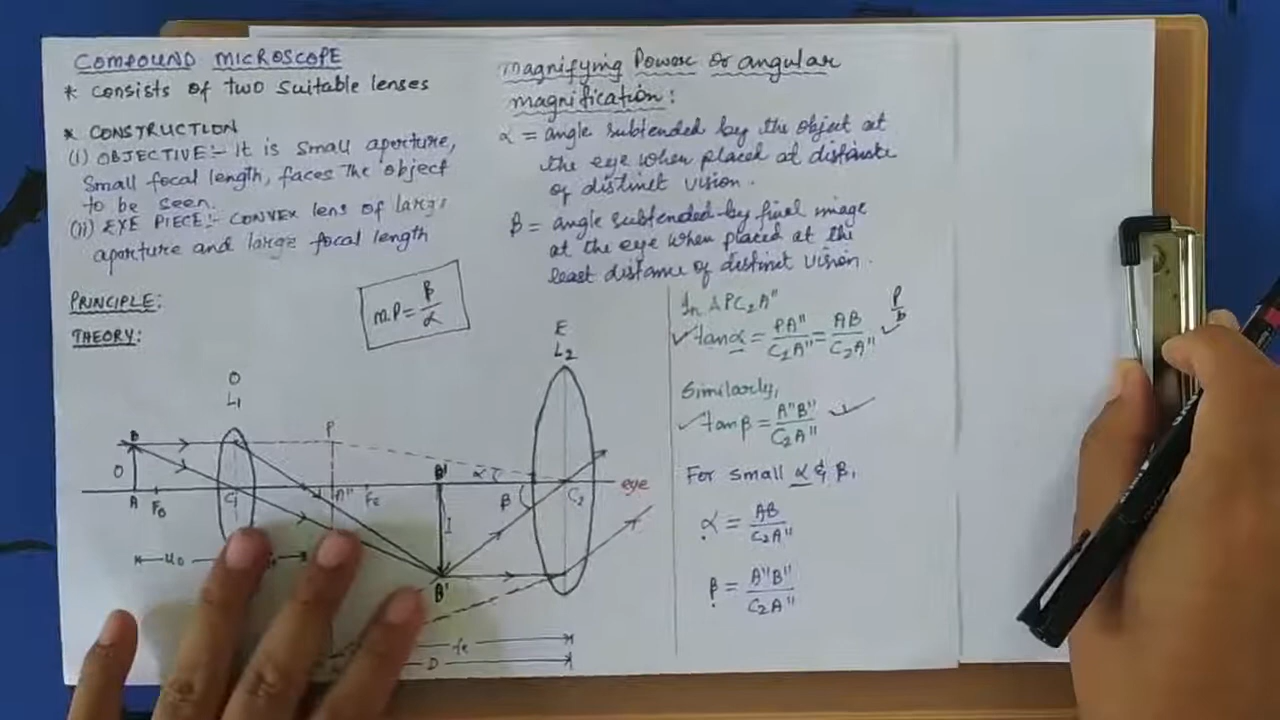 COMPOUND MICROSCOPE
* Consists of two suitable lenses
* CONSTRUCTION
(i) OBJECTIVE:- It is small aperture,
small focal length, faces the object
to be seen.
(ii) EYE PIECE:- CONVEX lens of large
aperture and large focal length
PRINCIPLE:
THEORY:
m.P = β/α
magnifying Power or angular
magnification:
α = angle subtended by the object at
the eye when placed at distance
of distinct vision.
β = angle subtended by final image
at the eye when placed at the
least distance of distinct vision.
In Δ PC₂A"
tanα = PA"/C₂A" = AB/C₂A"
P/b
Similarly,
tanβ = A"B"/C₂A"
For small α & β,
α = AB/C₂A"
β = A"B"/C₂A"
O
L₁
E
L₂
B
P
B'
α
O
A
F₀
C₁
A"
Fe
β
C₂
eye
I
B'
u₀
fe
D